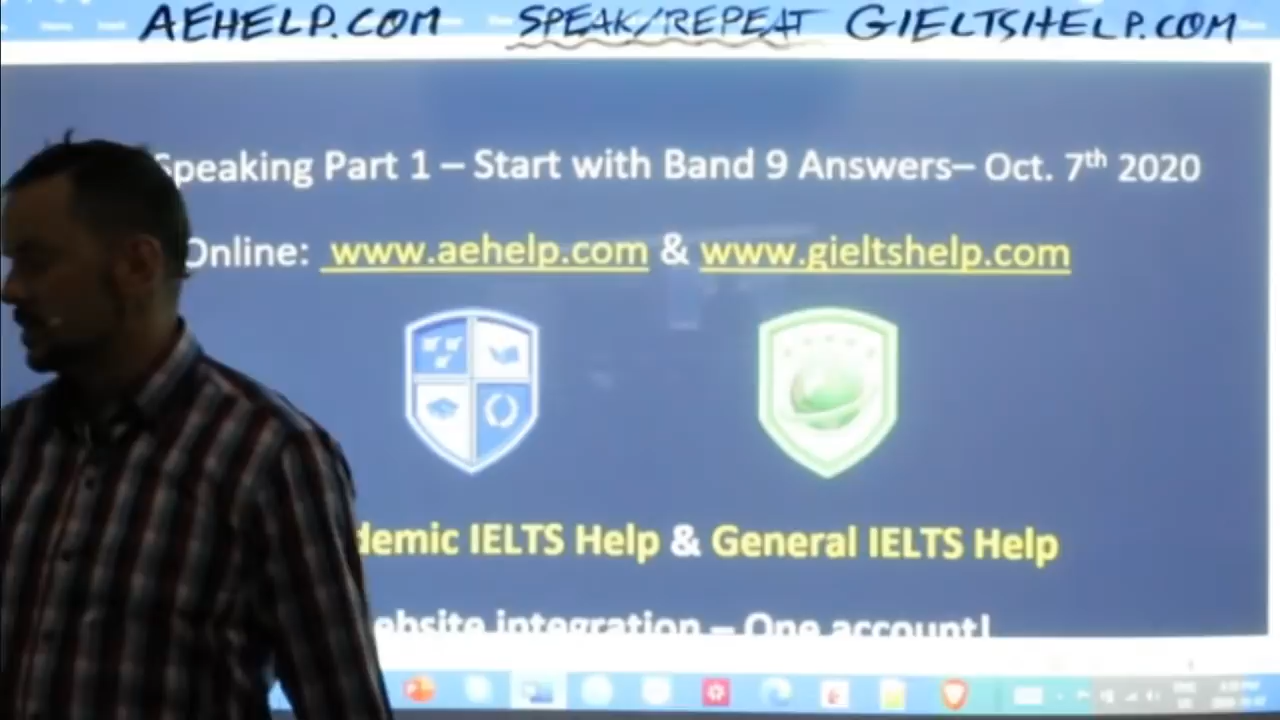 AEHELP.COM SPEAK/REPEAT GIELTSHELP.COM
Speaking Part 1 – Start with Band 9 Answers– Oct. 7th 2020
Online: www.aehelp.com & www.gieltshelp.com
demic IELTS Help & General IELTS Help
ebsite integration – One account!